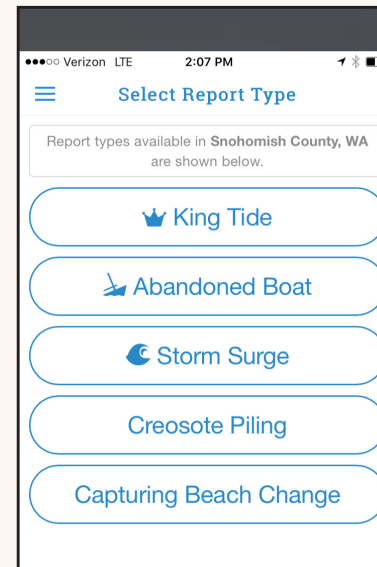 Verizon LTE 2:07 PM
Select Report Type
Report types available in Snohomish County, WA
are shown below.
King Tide
Abandoned Boat
Storm Surge
Creosote Piling
Capturing Beach Change